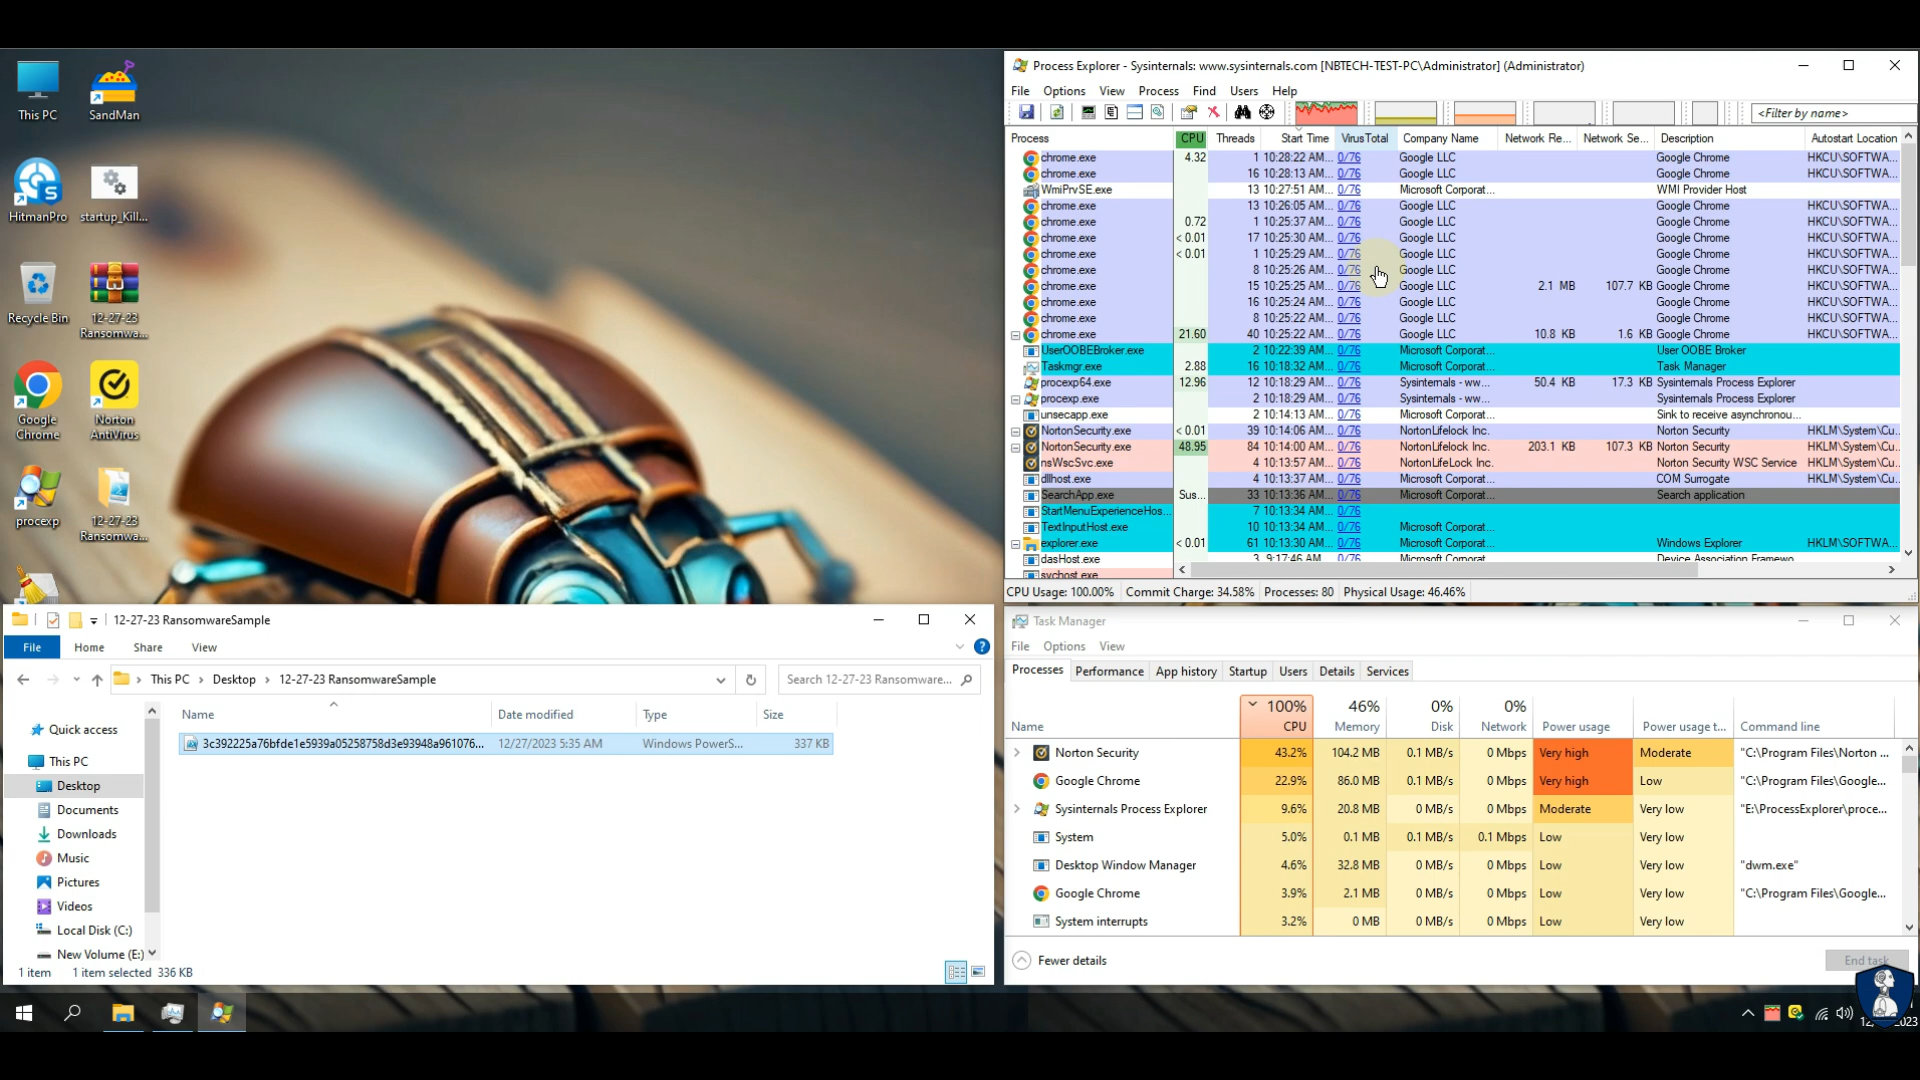 This PC
SandMan
HitmanPro
startup_Kill...
Recycle Bin
12-27-23
Ransomwa...
Google
Chrome
Norton
AntiVirus
procexp
12-27-23
Ransomwa...
Process Explorer - Sysinternals: www.sysinternals.com [NBTECH-TEST-PC\Administrator] (Administrator)
File Options View Process Find Users Help
<Filter by name>
Process CPU Threads Start Time VirusTotal Company Name Network Re... Network Se... Description Autostart Location
chrome.exe 4.32 1 10:28:22 AM... 0/76 Google LLC Google Chrome HKCU\SOFTWA...
chrome.exe 16 10:28:13 AM... 0/76 Google LLC Google Chrome HKCU\SOFTWA...
WmiPrvSE.exe 13 10:27:51 AM... 0/76 Microsoft Corporat... WMI Provider Host
chrome.exe 13 10:26:05 AM... 0/76 Google LLC Google Chrome HKCU\SOFTWA...
chrome.exe 0.72 1 10:25:37 AM... 0/76 Google LLC Google Chrome HKCU\SOFTWA...
chrome.exe < 0.01 17 10:25:30 AM... 0/76 Google LLC Google Chrome HKCU\SOFTWA...
chrome.exe < 0.01 1 10:25:29 AM... 0/76 Google LLC Google Chrome HKCU\SOFTWA...
chrome.exe 8 10:25:26 AM... 0/76 Google LLC Google Chrome HKCU\SOFTWA...
chrome.exe 15 10:25:25 AM... 0/76 Google LLC 2.1 MB 107.7 KB Google Chrome HKCU\SOFTWA...
chrome.exe 16 10:25:24 AM... 0/76 Google LLC Google Chrome HKCU\SOFTWA...
chrome.exe 8 10:25:22 AM... 0/76 Google LLC Google Chrome HKCU\SOFTWA...
chrome.exe 21.60 40 10:25:22 AM... 0/76 Google LLC 10.8 KB 1.6 KB Google Chrome HKCU\SOFTWA...
UserOOBEBroker.exe 2 10:22:39 AM... 0/76 Microsoft Corporat... User OOBE Broker
Taskmgr.exe 2.88 16 10:18:32 AM... 0/76 Microsoft Corporat... Task Manager
procexp64.exe 12.96 12 10:18:29 AM... 0/76 Sysinternals - ww... 50.4 KB 17.3 KB Sysinternals Process Explorer
procexp.exe 2 10:18:29 AM... 0/76 Sysinternals - ww... Sysinternals Process Explorer
unsecapp.exe 2 10:14:13 AM... 0/76 Microsoft Corporat... Sink to receive asynchronou...
NortonSecurity.exe < 0.01 39 10:14:06 AM... 0/76 NortonLifelock Inc. Norton Security HKLM\System\Cu...
NortonSecurity.exe 48.95 84 10:14:00 AM... 0/76 NortonLifelock Inc. 203.1 KB 107.3 KB Norton Security HKLM\System\Cu...
nsWscSvc.exe 4 10:13:57 AM... 0/76 NortonLifeLock Inc. Norton Security WSC Service HKLM\System\Cu...
dllhost.exe 4 10:13:37 AM... 0/76 Microsoft Corporat... COM Surrogate HKLM\System\Cu...
SearchApp.exe Sus... 33 10:13:36 AM... 0/76 Microsoft Corporat... Search application
StartMenuExperienceHos... 7 10:13:34 AM... 0/76
TextInputHost.exe 10 10:13:34 AM... 0/76 Microsoft Corporat...
explorer.exe < 0.01 61 10:13:30 AM... 0/76 Microsoft Corporat... Windows Explorer HKLM\SOFTWA...
dasHost.exe 3 9:17:46 AM... 0/76 Microsoft Corporat... Device Association Framewo...
svchost.exe
CPU Usage: 100.00% Commit Charge: 34.58% Processes: 80 Physical Usage: 46.46%
12-27-23 RansomwareSample
File Home Share View
This PC > Desktop > 12-27-23 RansomwareSample
Search 12-27-23 Ransomware...
Name Date modified Type Size
3c392225a76bfde1e5939a05258758d3e93948a961076... 12/27/2023 5:35 AM Windows PowerS... 337 KB
Quick access
This PC
Desktop
Documents
Downloads
Music
Pictures
Videos
Local Disk (C:)
New Volume (E:)
1 item 1 item selected 336 KB
Task Manager
File Options View
Processes Performance App history Startup Users Details Services
100% 46% 0% 0%
Name CPU Memory Disk Network Power usage Power usage t... Command line
Norton Security 43.2% 104.2 MB 0.1 MB/s 0 Mbps Very high Moderate "C:\Program Files\Norton ...
Google Chrome 22.9% 86.0 MB 0.1 MB/s 0 Mbps Very high Low "C:\Program Files\Google...
Sysinternals Process Explorer 9.6% 20.8 MB 0 MB/s 0 Mbps Moderate Very low "E:\ProcessExplorer\proce...
System 5.0% 0.1 MB 0.1 MB/s 0.1 Mbps Low Very low
Desktop Window Manager 4.6% 32.8 MB 0 MB/s 0 Mbps Low Very low "dwm.exe"
Google Chrome 3.9% 2.1 MB 0 MB/s 0 Mbps Low Very low "C:\Program Files\Google...
System interrupts 3.2% 0 MB 0 MB/s 0 Mbps Low Very low
Fewer details
End task